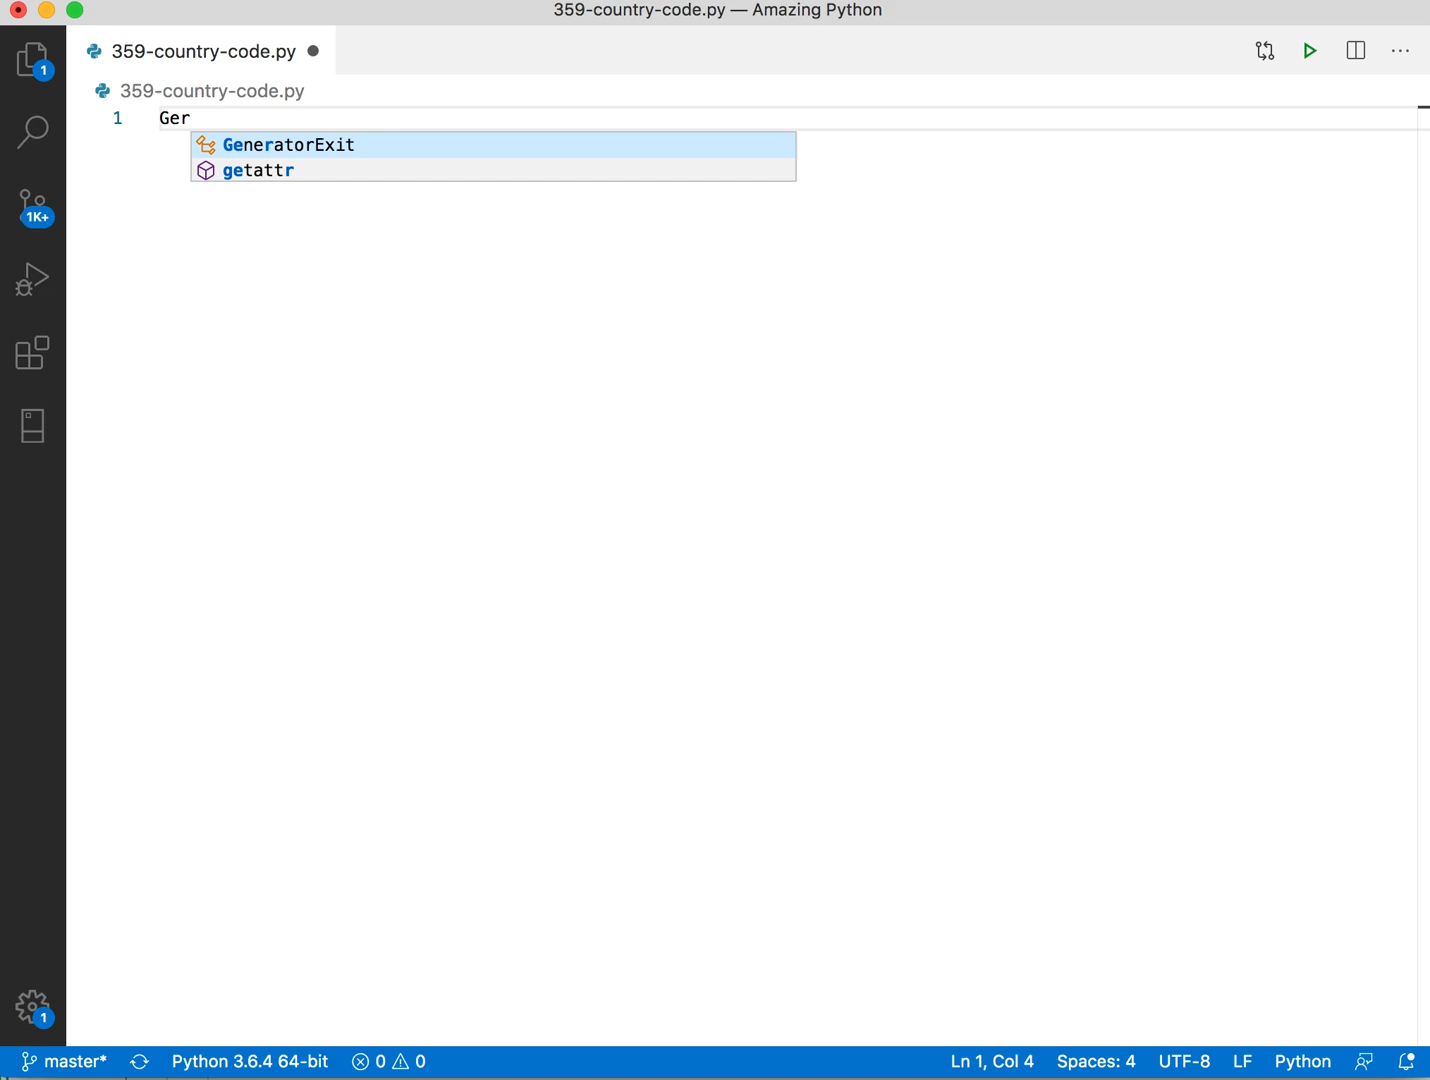 359-country-code.py — Amazing Python
359-country-code.py
359-country-code.py
1
1 Ger
GeneratorExit
getattr
1K+
1
master* Python 3.6.4 64-bit 0 0 Ln 1, Col 4 Spaces: 4 UTF-8 LF Python